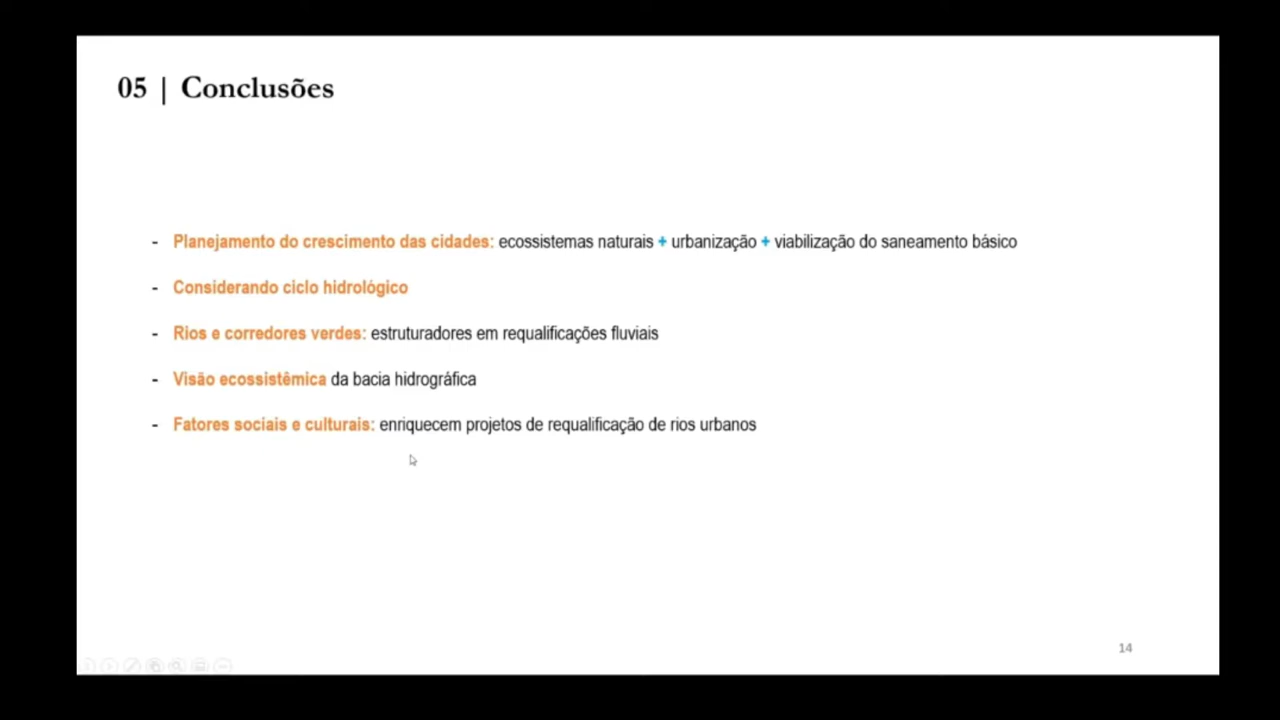 05 | Conclusões
- Planejamento do crescimento das cidades: ecossistemas naturais + urbanização + viabilização do saneamento básico
- Considerando ciclo hidrológico
- Rios e corredores verdes: estruturadores em requalificações fluviais
- Visão ecossistêmica da bacia hidrográfica
- Fatores sociais e culturais: enriquecem projetos de requalificação de rios urbanos
14